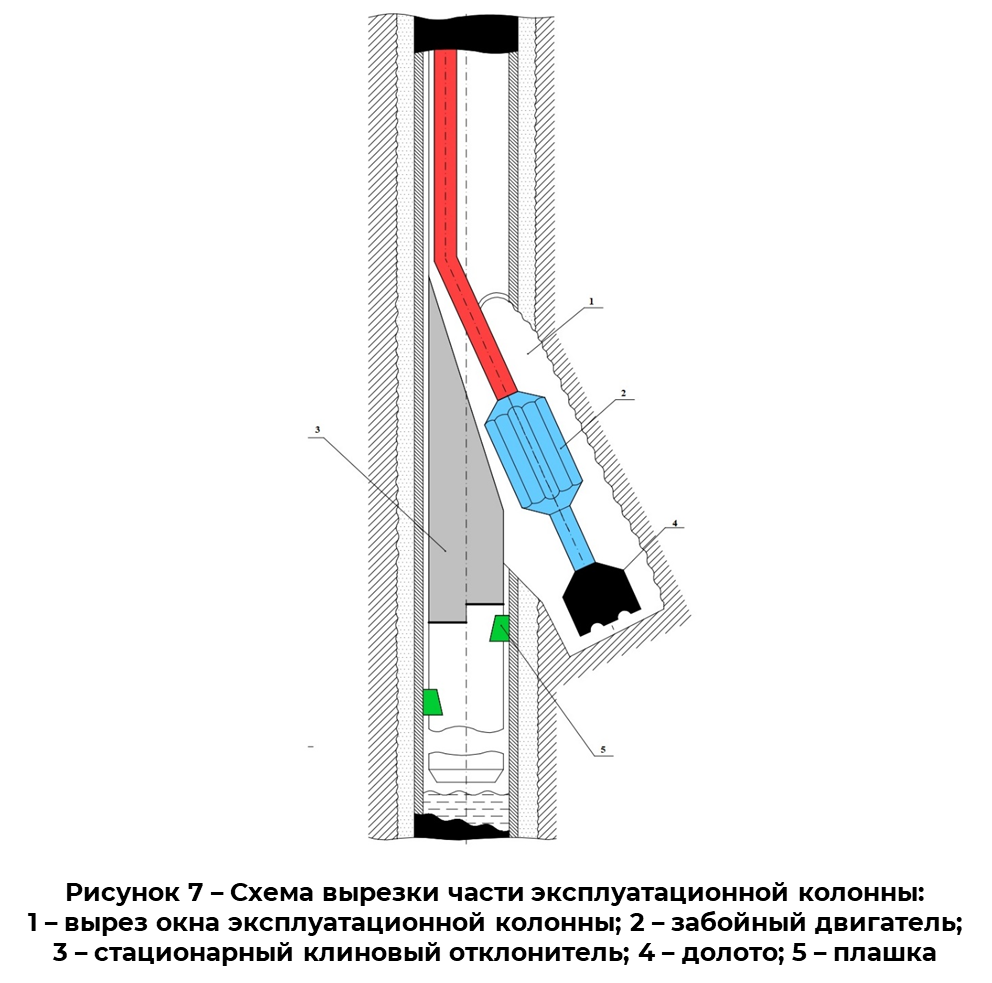 1
2
3
4
5
Рисунок 7 – Схема вырезки части эксплуатационной колонны:
1 – вырез окна эксплуатационной колонны; 2 – забойный двигатель;
3 – стационарный клиновый отклонитель; 4 – долото; 5 – плашка